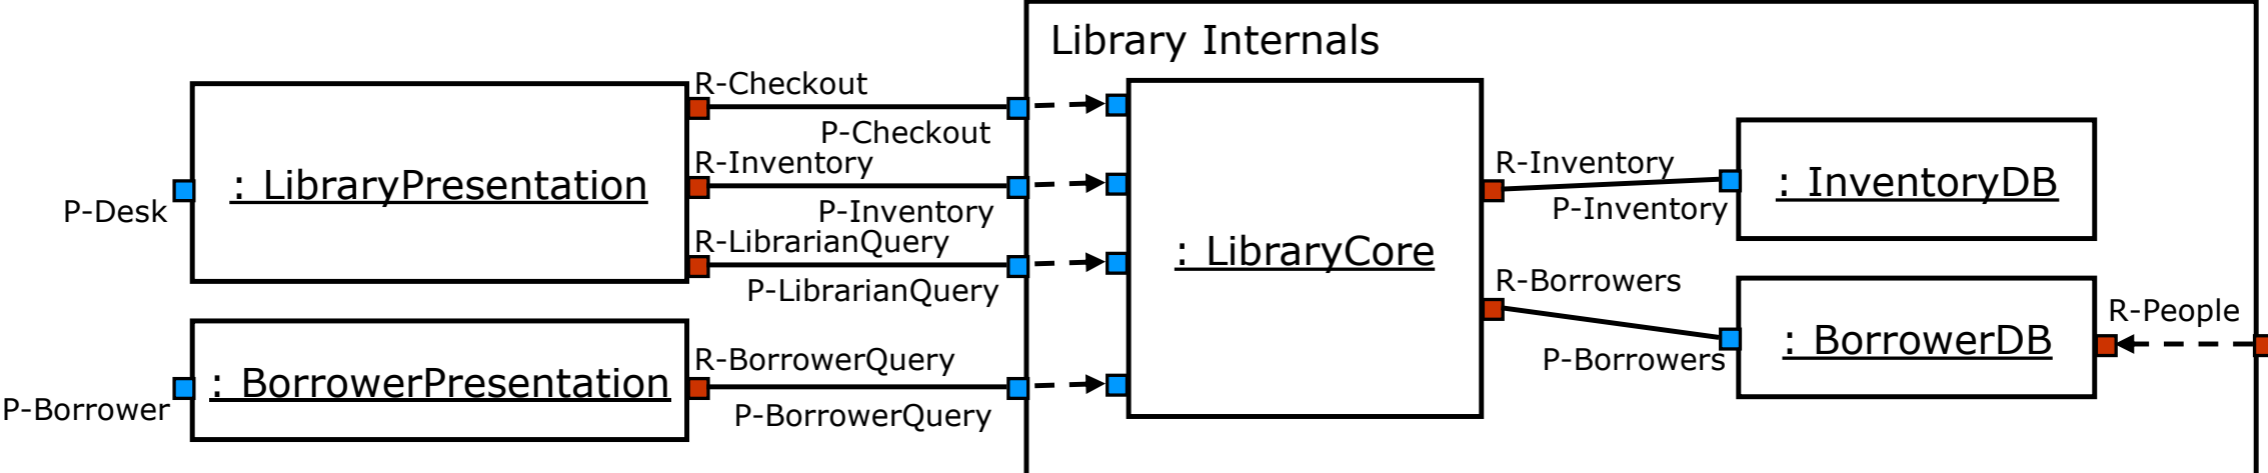 Library Internals
R-Checkout
P-Checkout
R-Inventory
P-Inventory
R-LibrarianQuery
P-LibrarianQuery
: LibraryPresentation
P-Desk
R-BorrowerQuery
P-BorrowerQuery
: BorrowerPresentation
P-Borrower
: LibraryCore
R-Inventory
P-Inventory
: InventoryDB
R-Borrowers
P-Borrowers
: BorrowerDB
R-People